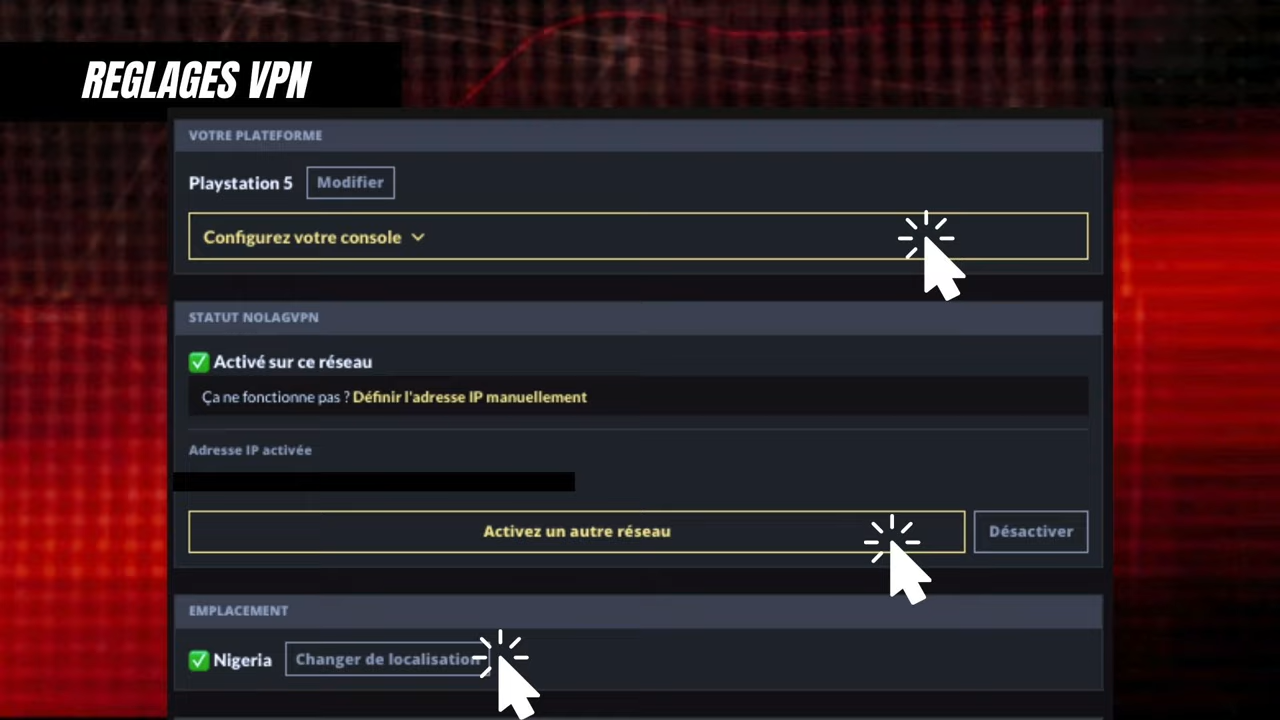 REGLAGES VPN
VOTRE PLATEFORME
Playstation 5 Modifier
Configurez votre console
STATUT NOLAGVPN
Activé sur ce réseau
Ça ne fonctionne pas ? Définir l'adresse IP manuellement
Adresse IP activée
Activez un autre réseau Désactiver
EMPLACEMENT
Nigeria Changer de localisation